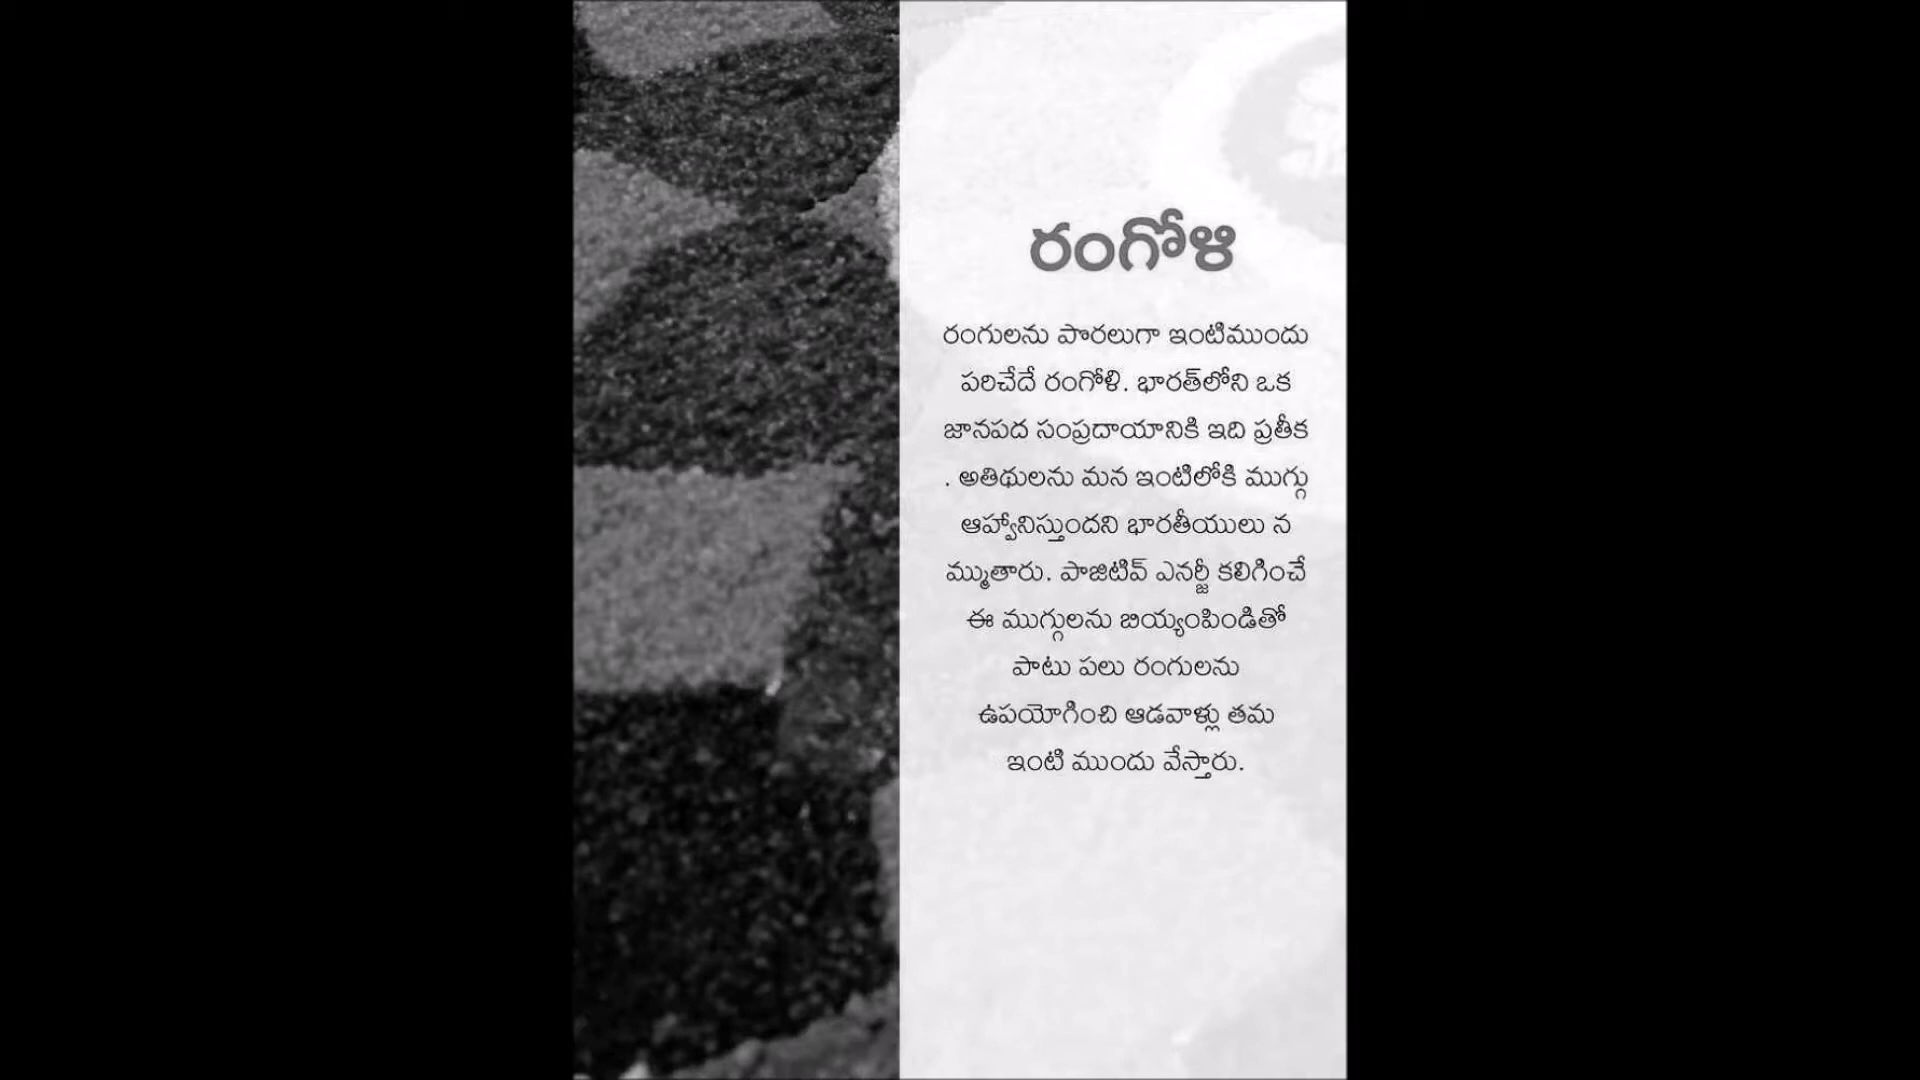 రంగోళి
రంగులను పొరలుగా ఇంటిముందు
పరిచేదే రంగోళి. భారత్‌లోని ఒక
జానపద సంప్రదాయానికి ఇది ప్రతీక
. అతిథులను మన ఇంటిలోకి ముగ్గు
ఆహ్వానిస్తుందని భారతీయులు న
మ్ముతారు. పాజిటివ్ ఎనర్జీ కలిగించే
ఈ ముగ్గులను బియ్యంపిండితో
పాటు పలు రంగులను
ఉపయోగించి ఆడవాళ్లు తమ
ఇంటి ముందు వేస్తారు.